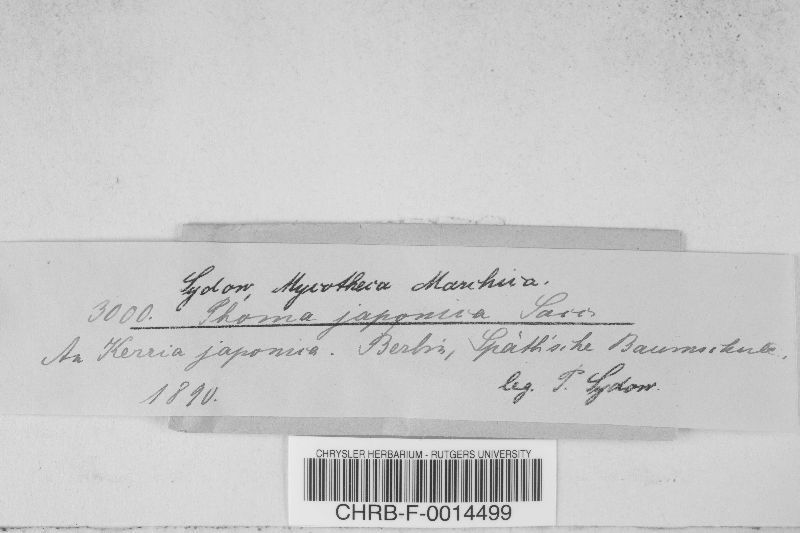 Sydow, Mycotheca Marchica.
3000. Phoma japonica Sacc.
An Kerria japonica. Berlin, Späth'sche Baumschule,
1890.
leg. P. Sydow.
CHRYSLER HERBARIUM - RUTGERS UNIVERSITY
CHRB-F-0014499